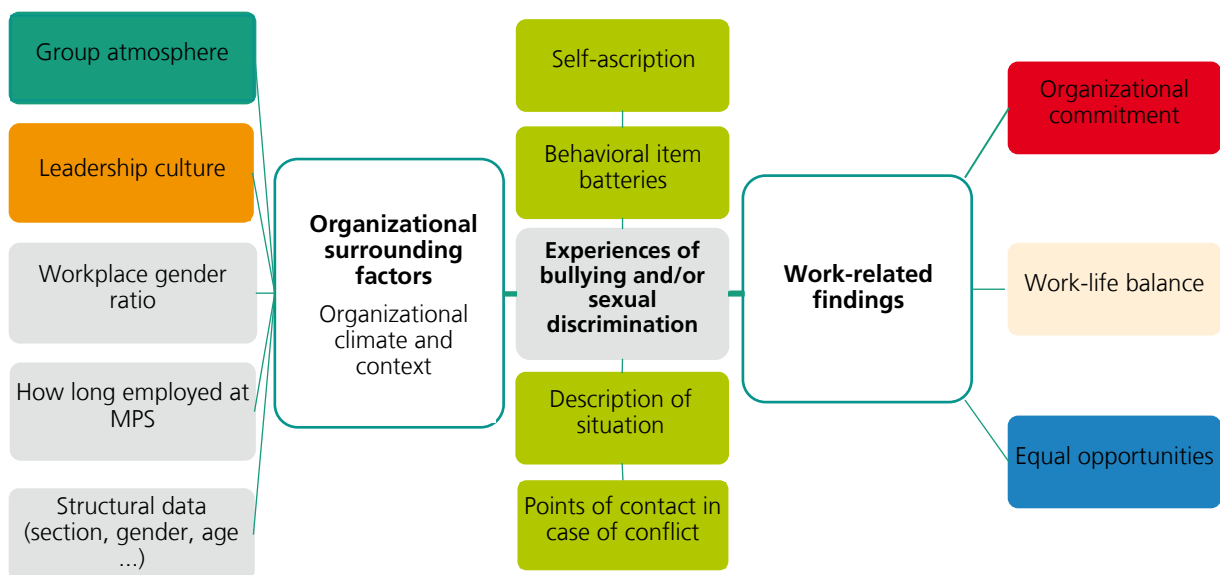 Group atmosphere
Leadership culture
Workplace gender
ratio
How long employed at
MPS
Structural data
(section, gender, age
...)
Organizational
surrounding
factors
Organizational
climate and
context
Self-ascription
Behavioral item
batteries
Experiences of
bullying and/or
sexual
discrimination
Description of
situation
Points of contact in
case of conflict
Work-related
findings
Organizational
commitment
Work-life balance
Equal opportunities